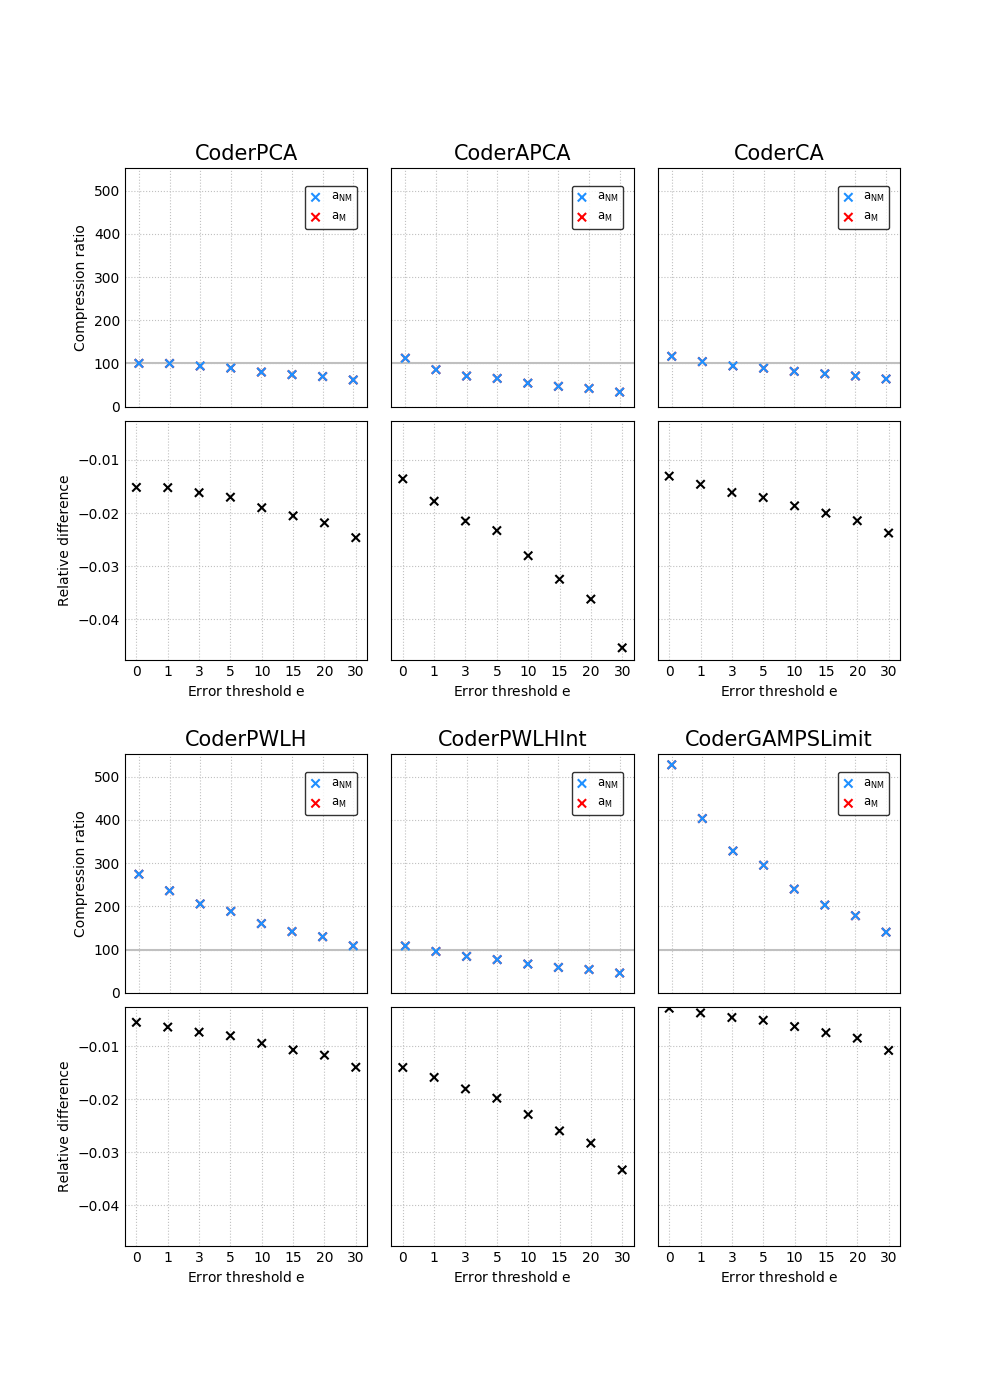 CoderPCA CoderAPCA CoderCA
Compression ratio
500
400
300
200
100
0
aNM
aM
aNM
aM
aNM
aM
Relative difference
−0.01
−0.02
−0.03
−0.04
0 1 3 5 10 15 20 30
0 1 3 5 10 15 20 30
0 1 3 5 10 15 20 30
Error threshold e Error threshold e Error threshold e
CoderPWLH CoderPWLHInt CoderGAMPSLimit
Compression ratio
500
400
300
200
100
0
aNM
aM
aNM
aM
aNM
aM
Relative difference
−0.01
−0.02
−0.03
−0.04
0 1 3 5 10 15 20 30
0 1 3 5 10 15 20 30
0 1 3 5 10 15 20 30
Error threshold e Error threshold e Error threshold e